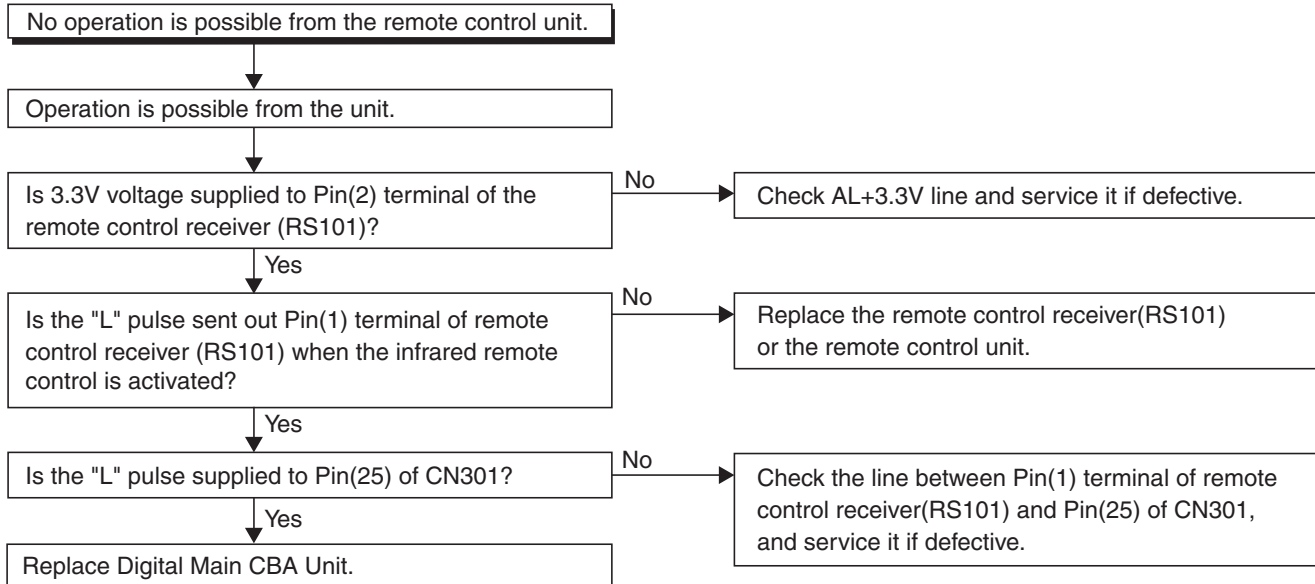 No operation is possible from the remote control unit.
Operation is possible from the unit.
Is 3.3V voltage supplied to Pin(2) terminal of the
remote control receiver (RS101)?
No
Check AL+3.3V line and service it if defective.
Yes
Is the "L" pulse sent out Pin(1) terminal of remote
control receiver (RS101) when the infrared remote
control is activated?
No
Replace the remote control receiver(RS101)
or the remote control unit.
Yes
Is the "L" pulse supplied to Pin(25) of CN301?
No
Check the line between Pin(1) terminal of remote
control receiver(RS101) and Pin(25) of CN301,
and service it if defective.
Yes
Replace Digital Main CBA Unit.